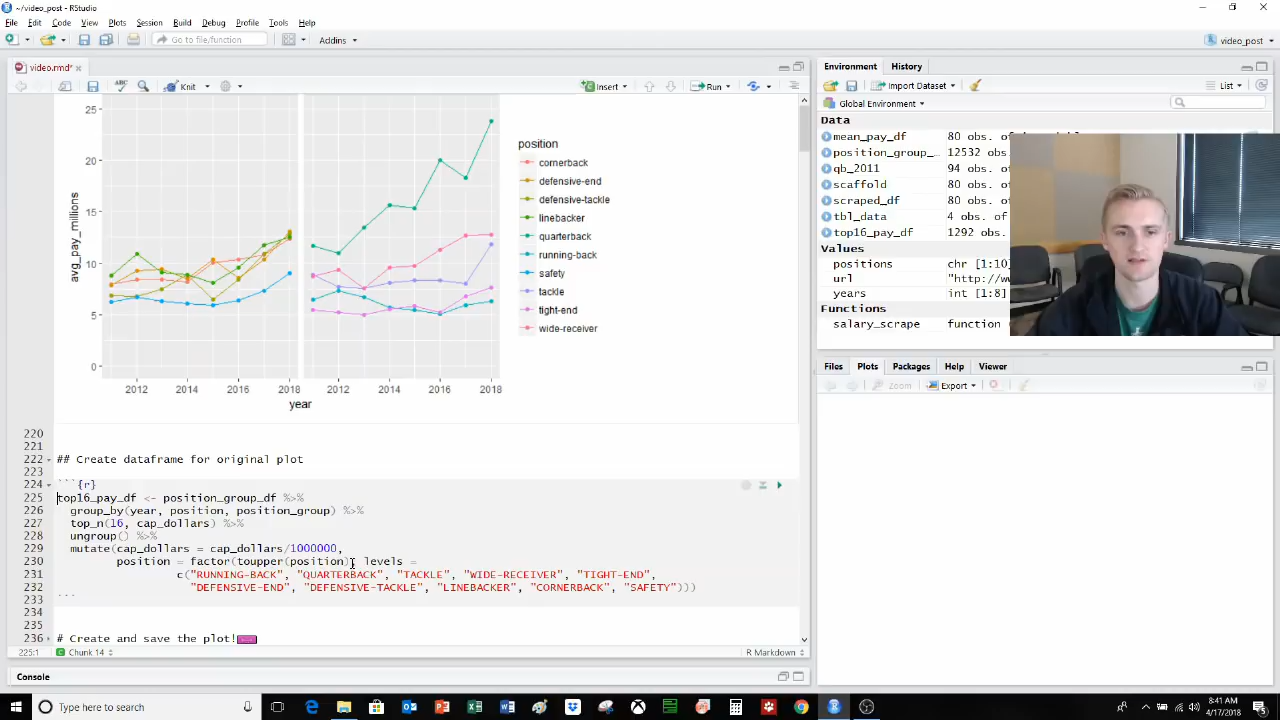 ~/video_post - RStudio
File Edit Code View Plots Session Build Debug Profile Tools Help
Go to file/function Addins video_post
video.rmd*
Knit Insert Run
25
20
15
10
5
0
avg_pay_millions
2012 2014 2016 2018 2012 2014 2016 2018
year
position
cornerback
defensive-end
defensive-tackle
linebacker
quarterback
running-back
safety
tackle
tight-end
wide-receiver
220
221
222 ## Create dataframe for original plot
223
224 ```{r}
225 top16_pay_df <- position_group_df %>%
226 group_by(year, position, position_group) %>%
227 top_n(16, cap_dollars) %>%
228 ungroup() %>%
229 mutate(cap_dollars = cap_dollars/1000000,
230 position = factor(toupper(position), levels =
231 c("RUNNING-BACK", "QUARTERBACK", "TACKLE", "WIDE-RECEIVER", "TIGHT-END",
232 "DEFENSIVE-END", "DEFENSIVE-TACKLE", "LINEBACKER", "CORNERBACK", "SAFETY")))
233 ```
234
235
236 # Create and save the plot!
225:1 Chunk 14 R Markdown
Console
Environment History
Import Dataset List
Global Environment
Data
mean_pay_df 80 obs. of
position_group_… 12532 obs.
qb_2011 94 obs. of
scaffold 80 obs. of
scraped_df 80 obs. of
tbl_data 4 obs. of
top16_pay_df 1292 obs.
Values
positions chr [1:10]
url "http://w
years int [1:8]
Functions
salary_scrape function
Files Plots Packages Help Viewer
Zoom Export
Type here to search
8:41 AM
4/17/2018